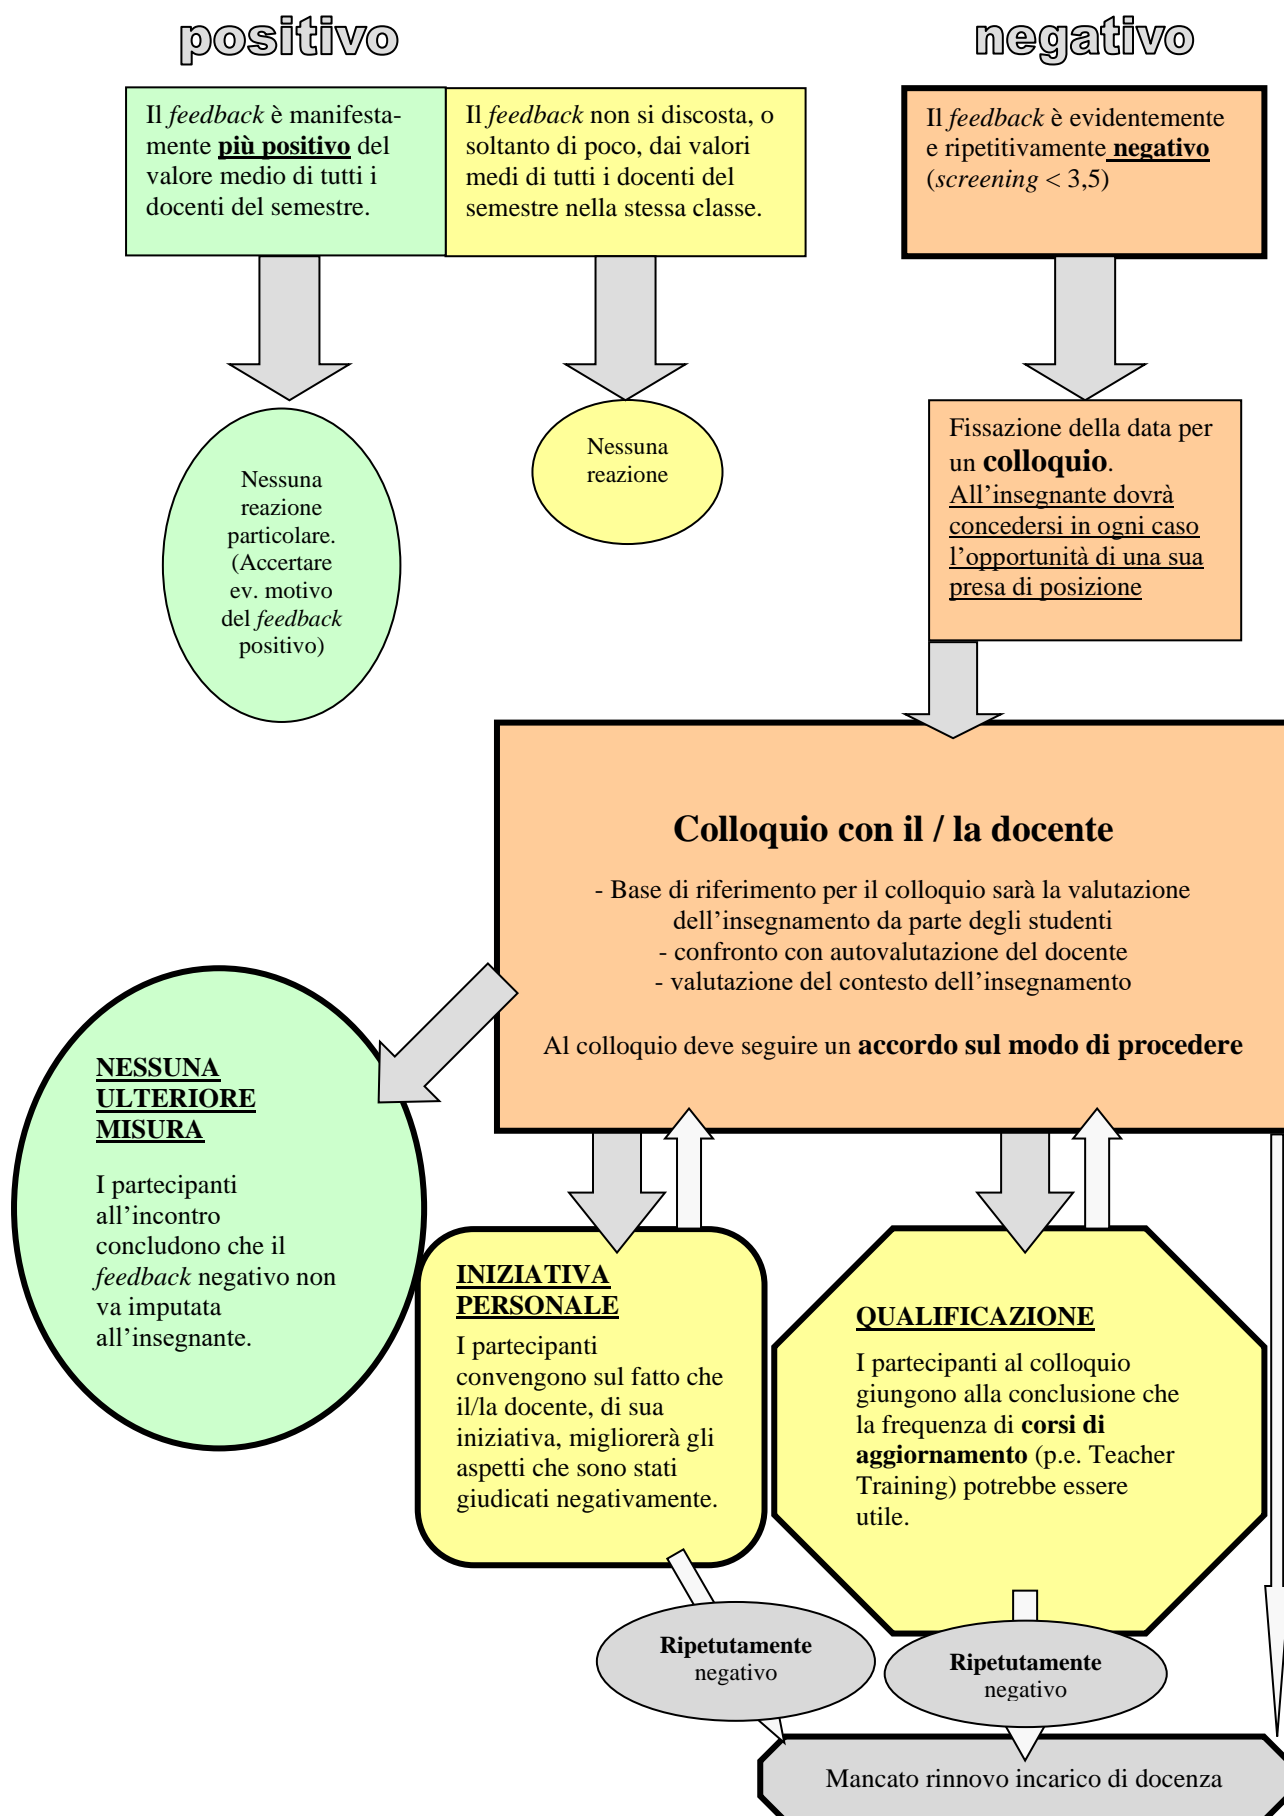 positivo
negativo
Il feedback è manifesta-
mente più positivo del
valore medio di tutti i
docenti del semestre.
Il feedback non si discosta, o
soltanto di poco, dai valori
medi di tutti i docenti del
semestre nella stessa classe.
Il feedback è evidentemente
e ripetitivamente negativo
(screening < 3,5)
Nessuna
reazione
particolare.
(Accertare
ev. motivo
del feedback
positivo)
Nessuna
reazione
Fissazione della data per
un colloquio.
All’insegnante dovrà
concedersi in ogni caso
l’opportunità di una sua
presa di posizione
Colloquio con il / la docente
- Base di riferimento per il colloquio sarà la valutazione
dell’insegnamento da parte degli studenti
- confronto con autovalutazione del docente
- valutazione del contesto dell’insegnamento
Al colloquio deve seguire un accordo sul modo di procedere
NESSUNA
ULTERIORE
MISURA
I partecipanti
all’incontro
concludono che il
feedback negativo non
va imputata
all’insegnante.
INIZIATIVA
PERSONALE
I partecipanti
convengono sul fatto che
il/la docente, di sua
iniziativa, migliorerà gli
aspetti che sono stati
giudicati negativamente.
QUALIFICAZIONE
I partecipanti al colloquio
giungono alla conclusione che
la frequenza di corsi di
aggiornamento (p.e. Teacher
Training) potrebbe essere
utile.
Ripetutamente
negativo
Ripetutamente
negativo
Mancato rinnovo incarico di docenza